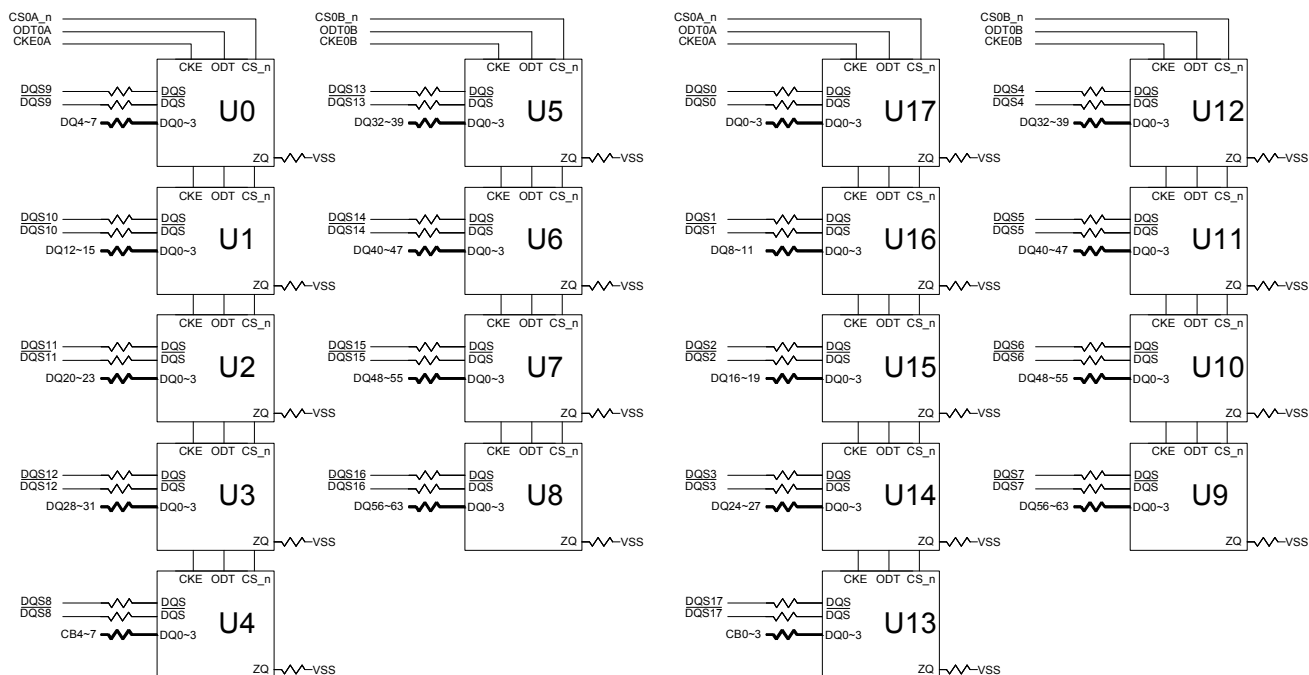 CS0A_n CS0B_n CS0A_n CS0B_n
ODT0A ODT0B ODT0A ODT0B
CKE0A CKE0B CKE0A CKE0B
CKE ODT CS_n CKE ODT CS_n CKE ODT CS_n CKE ODT CS_n
DQS9 DQS DQS13 DQS DQS0 DQS DQS4 DQS
DQS9 DQS DQS13 DQS DQS0 DQS DQS4 DQS
U0 U5 U17 U12
DQ4~7 DQ0~3 DQ32~39 DQ0~3 DQ0~3 DQ0~3 DQ32~39 DQ0~3
ZQ VSS ZQ VSS ZQ VSS ZQ VSS
CKE ODT CS_n CKE ODT CS_n CKE ODT CS_n CKE ODT CS_n
DQS10 DQS DQS14 DQS DQS1 DQS DQS5 DQS
DQS10 DQS DQS14 DQS DQS1 DQS DQS5 DQS
U1 U6 U16 U11
DQ12~15 DQ0~3 DQ40~47 DQ0~3 DQ8~11 DQ0~3 DQ40~47 DQ0~3
ZQ VSS ZQ VSS ZQ VSS ZQ VSS
CKE ODT CS_n CKE ODT CS_n CKE ODT CS_n CKE ODT CS_n
DQS11 DQS DQS15 DQS DQS2 DQS DQS6 DQS
DQS11 DQS DQS15 DQS DQS2 DQS DQS6 DQS
U2 U7 U15 U10
DQ20~23 DQ0~3 DQ48~55 DQ0~3 DQ16~19 DQ0~3 DQ48~55 DQ0~3
ZQ VSS ZQ VSS ZQ VSS ZQ VSS
CKE ODT CS_n CKE ODT CS_n CKE ODT CS_n CKE ODT CS_n
DQS12 DQS DQS16 DQS DQS3 DQS DQS7 DQS
DQS12 DQS DQS16 DQS DQS3 DQS DQS7 DQS
U3 U8 U14 U9
DQ28~31 DQ0~3 DQ56~63 DQ0~3 DQ24~27 DQ0~3 DQ56~63 DQ0~3
ZQ VSS ZQ VSS ZQ VSS ZQ VSS
CKE ODT CS_n CKE ODT CS_n
DQS8 DQS DQS17 DQS
DQS8 DQS DQS17 DQS
U4 U13
CB4~7 DQ0~3 CB0~3 DQ0~3
ZQ VSS ZQ VSS